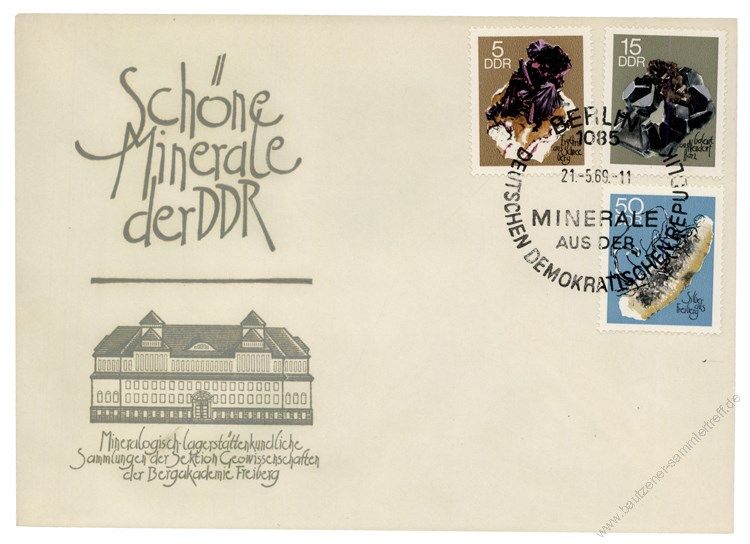 Schöne
Minerale
der DDR
Mineralogisch-lagerstättenkundliche
Sammlungen der Sektion Geowissenschaften
der Bergakademie Freiberg
5
DDR
15
DDR
50
BERLIN
1085
21.-5.69.-11
MINERALE
AUS DER
DEUTSCHEN DEMOKRATISCHEN REPUBLIK
Silber
aus
Freiberg
www.bautzener-sammlertreff.de